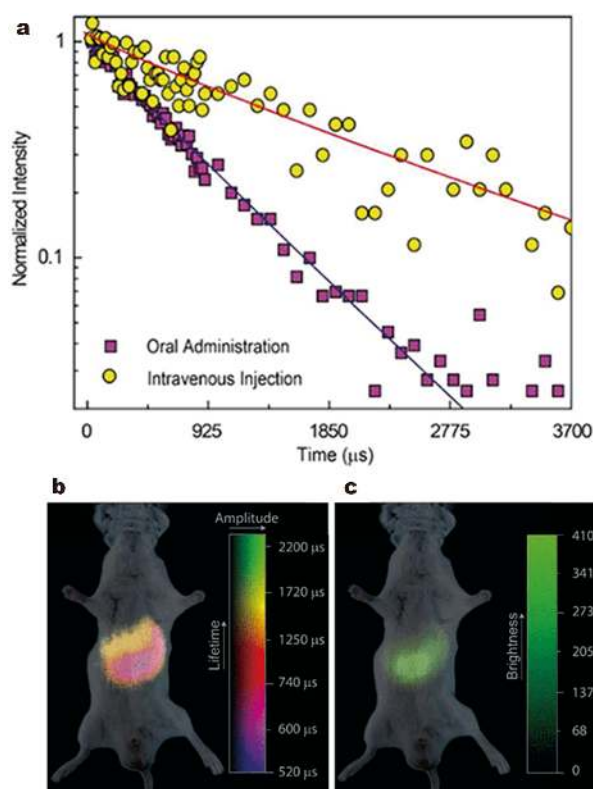 a
1
0.1
Normalized Intensity
Oral Administration
Intravenous Injection
0 925 1850 2775 3700
Time (μs)
b
Amplitude
2200 μs
1720 μs
1250 μs
740 μs
600 μs
520 μs
Lifetime
c
410
341
273
205
137
68
0
Brightness